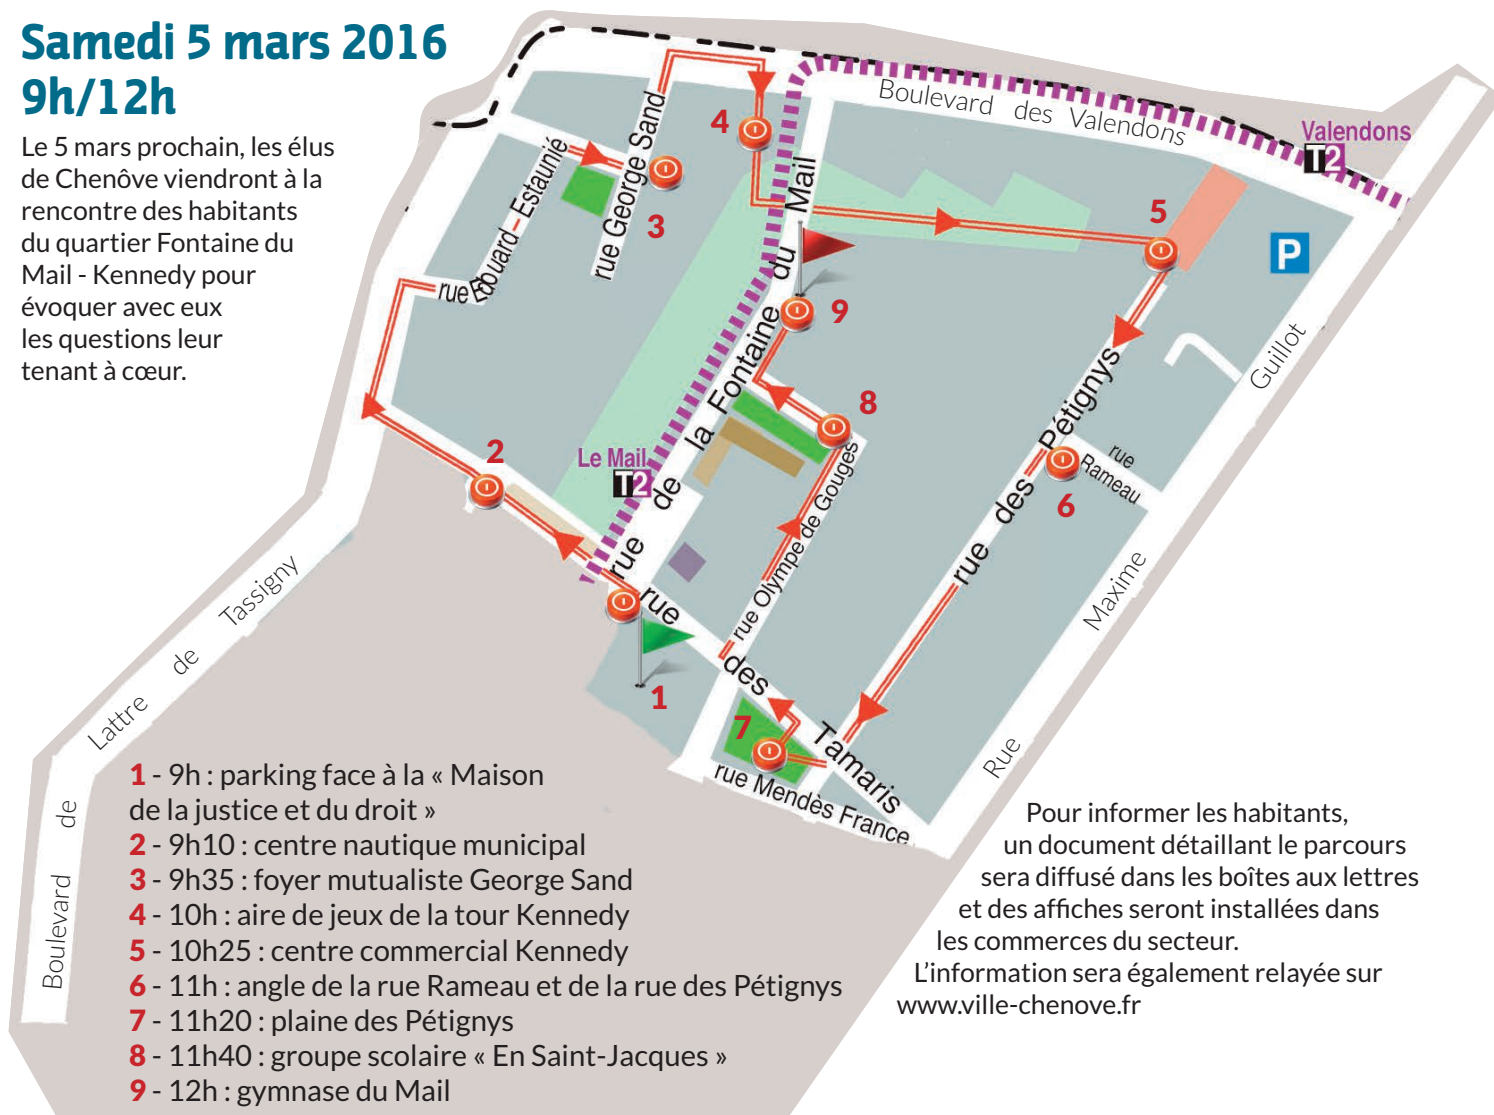 Samedi 5 mars 2016
9h/12h
Le 5 mars prochain, les élus
de Chenôve viendront à la
rencontre des habitants
du quartier Fontaine du
Mail - Kennedy pour
évoquer avec eux
les questions leur
tenant à cœur.
Boulevard des Valendons
Valendons
T2
rue Edouard - Estaunié
rue George Sand
3
4
5
P
9
8
2
Le Mail
T2
rue de la Fontaine du Mail
rue Olympe de Gouges
rue des Pétignys
rue
Rameau
6
Rue Maxime Guillot
rue des Tamaris
1
7
rue Mendès France
Boulevard de Lattre de Tassigny
1 - 9h : parking face à la « Maison
de la justice et du droit »
2 - 9h10 : centre nautique municipal
3 - 9h35 : foyer mutualiste George Sand
4 - 10h : aire de jeux de la tour Kennedy
5 - 10h25 : centre commercial Kennedy
6 - 11h : angle de la rue Rameau et de la rue des Pétignys
7 - 11h20 : plaine des Pétignys
8 - 11h40 : groupe scolaire « En Saint-Jacques »
9 - 12h : gymnase du Mail
Pour informer les habitants,
un document détaillant le parcours
sera diffusé dans les boîtes aux lettres
et des affiches seront installées dans
les commerces du secteur.
L'information sera également relayée sur
www.ville-chenove.fr